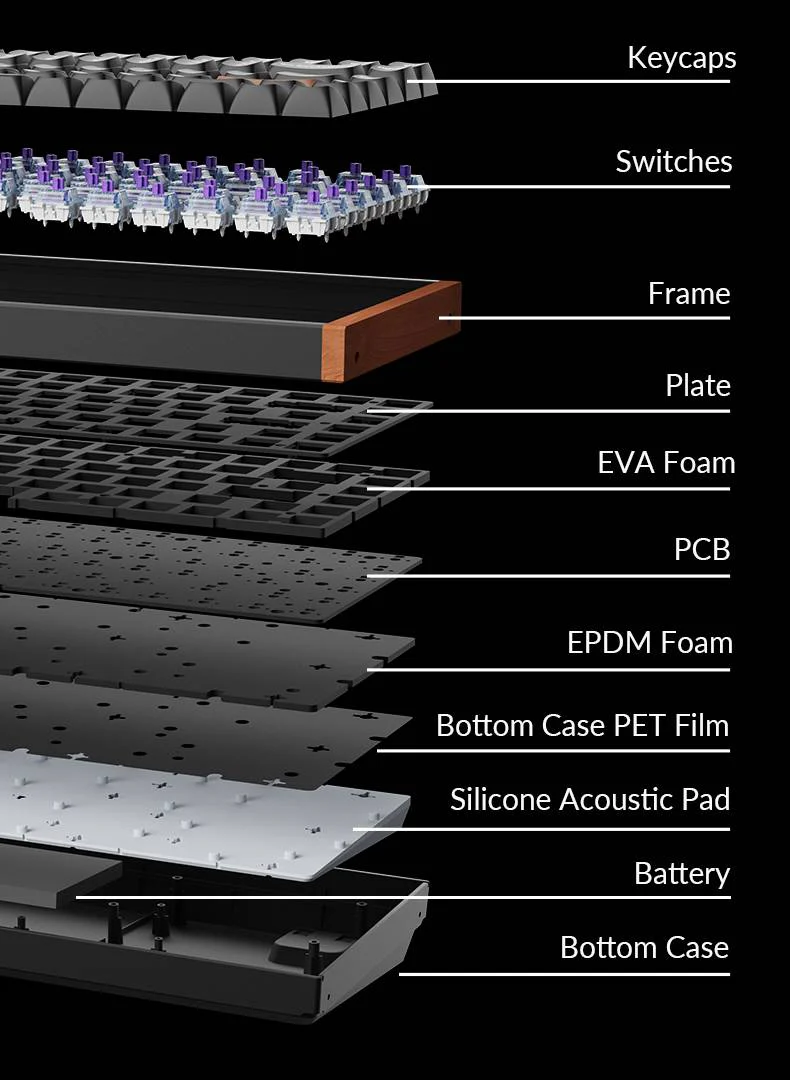 Keycaps
Switches
Frame
Plate
EVA Foam
PCB
EPDM Foam
Bottom Case PET Film
Silicone Acoustic Pad
Battery
Bottom Case